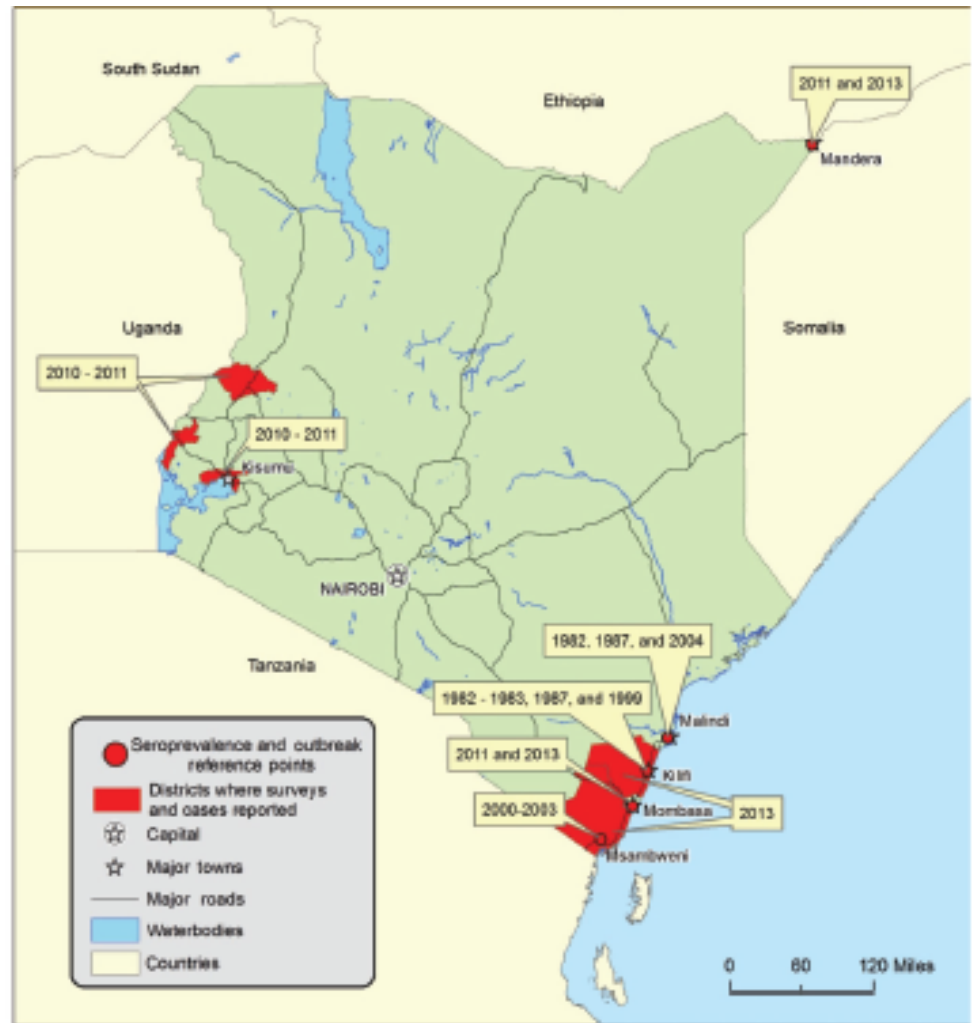 South Sudan
Ethiopia
2011 and 2013
Mandera
Uganda
Somalia
2010 - 2011
2010 - 2011
Kisumu
NAIROBI
1982, 1987, and 2004
Tanzania
1982 - 1983, 1987, and 1999
Malindi
2011 and 2013
Kilifi
Mombasa
2000-2003
2013
Msambweni
Seroprevalence and outbreak
reference points
Districts where surveys
and cases reported
Capital
Major towns
Major roads
Waterbodies
Countries
0 60 120 Miles